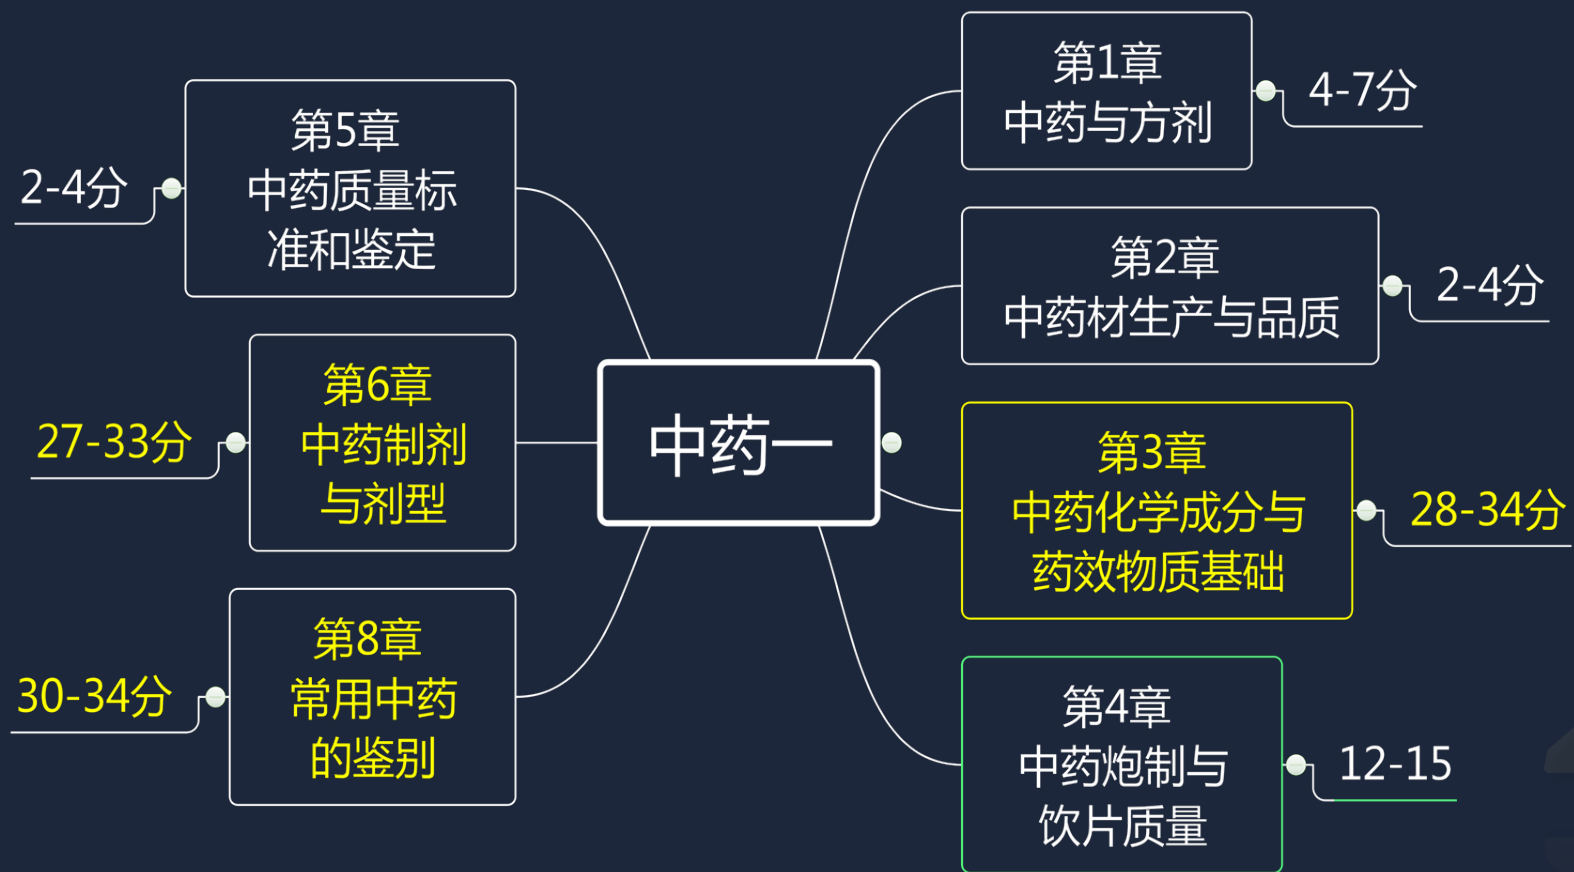 中药一
第1章
中药与方剂
4-7分
第2章
中药材生产与品质
2-4分
第3章
中药化学成分与
药效物质基础
28-34分
第4章
中药炮制与
饮片质量
12-15
第5章
中药质量标
准和鉴定
2-4分
第6章
中药制剂
与剂型
27-33分
第8章
常用中药
的鉴别
30-34分